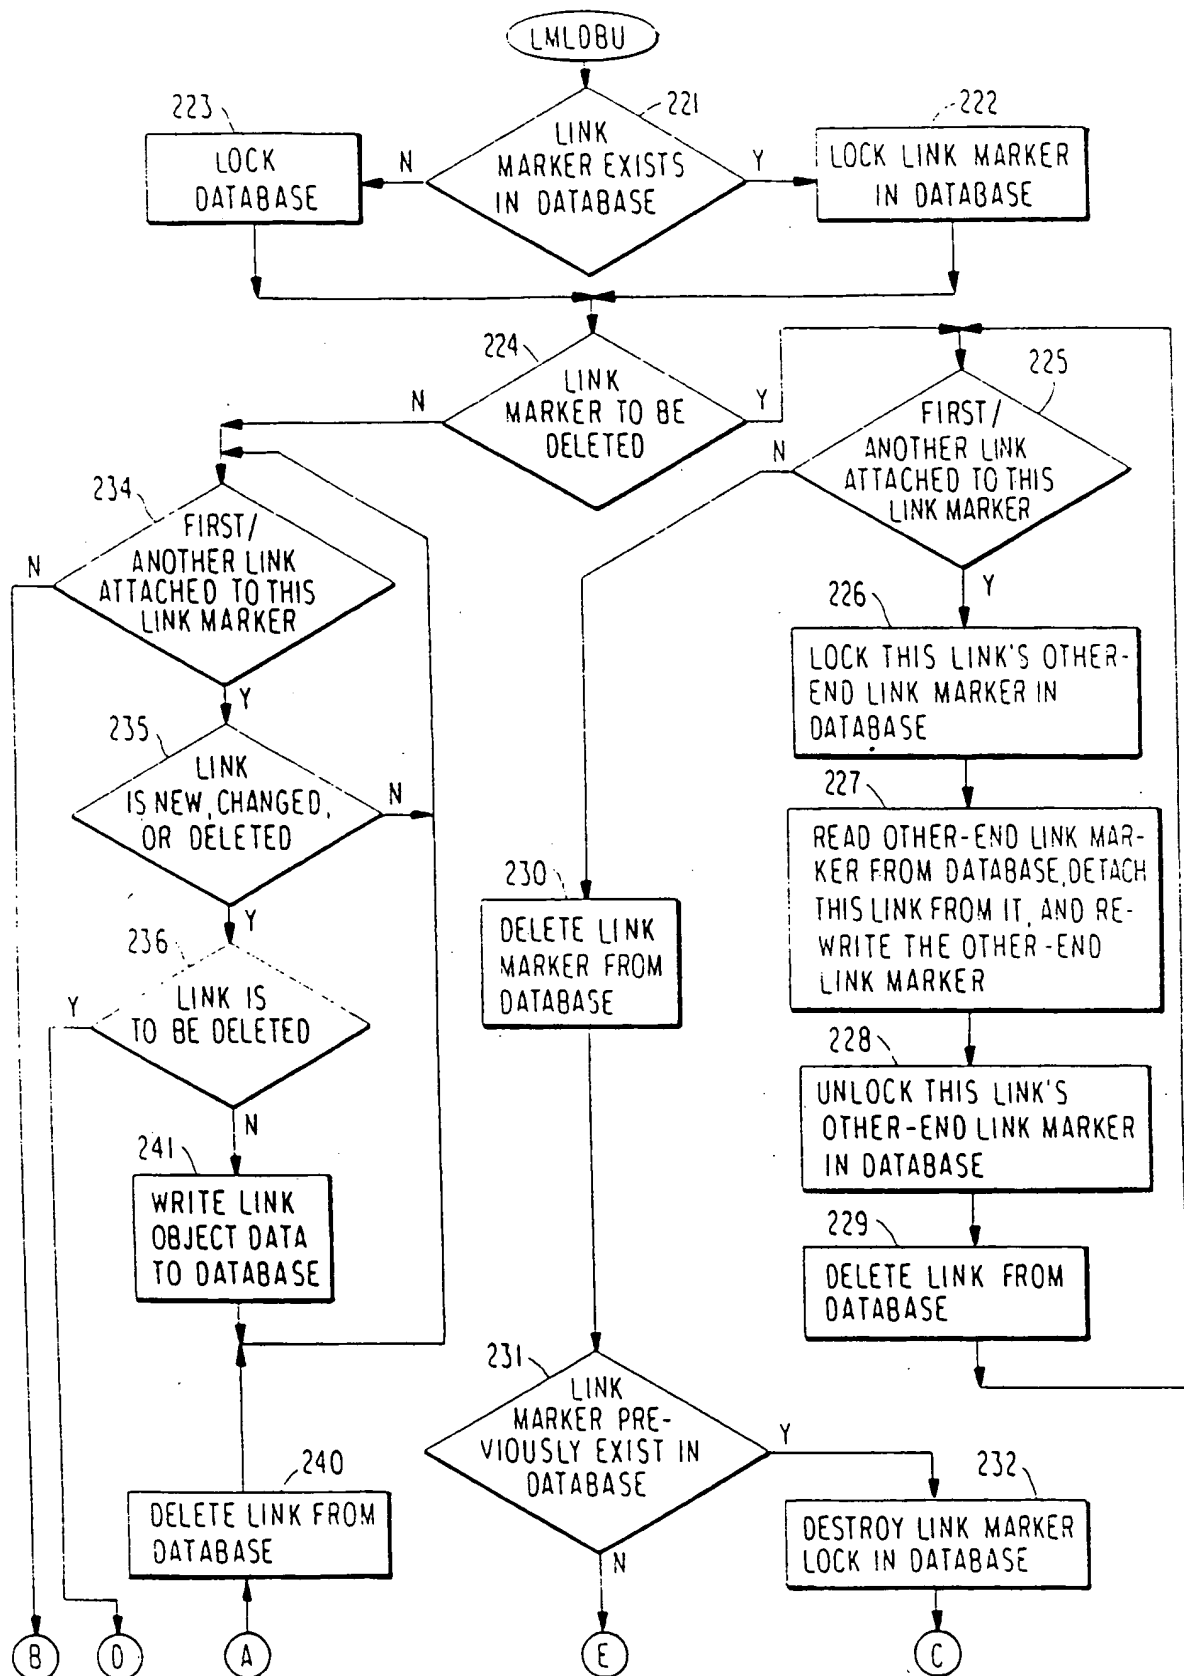 LMLDBU
223
221
222
LOCK
DATABASE
N
LINK
MARKER EXISTS
IN DATABASE
Y
LOCK LINK MARKER
IN DATABASE
224
225
N
LINK
MARKER TO BE
DELETED
Y
N
FIRST/
ANOTHER LINK
ATTACHED TO THIS
LINK MARKER
Y
234
N
FIRST/
ANOTHER LINK
ATTACHED TO THIS
LINK MARKER
Y
226
LOCK THIS LINK'S OTHER-
END LINK MARKER IN
DATABASE
235
LINK
IS NEW, CHANGED,
OR DELETED
N
Y
227
READ OTHER-END LINK MAR-
KER FROM DATABASE, DETACH
THIS LINK FROM IT, AND RE-
WRITE THE OTHER-END
LINK MARKER
230
DELETE LINK
MARKER FROM
DATABASE
236
Y
LINK IS
TO BE DELETED
N
228
UNLOCK THIS LINK'S
OTHER-END LINK MARKER
IN DATABASE
241
WRITE LINK
OBJECT DATA
TO DATABASE
229
DELETE LINK FROM
DATABASE
231
LINK
MARKER PRE-
VIOUSLY EXIST IN
DATABASE
Y
N
240
DELETE LINK FROM
DATABASE
232
DESTROY LINK MARKER
LOCK IN DATABASE
B
D
A
E
C